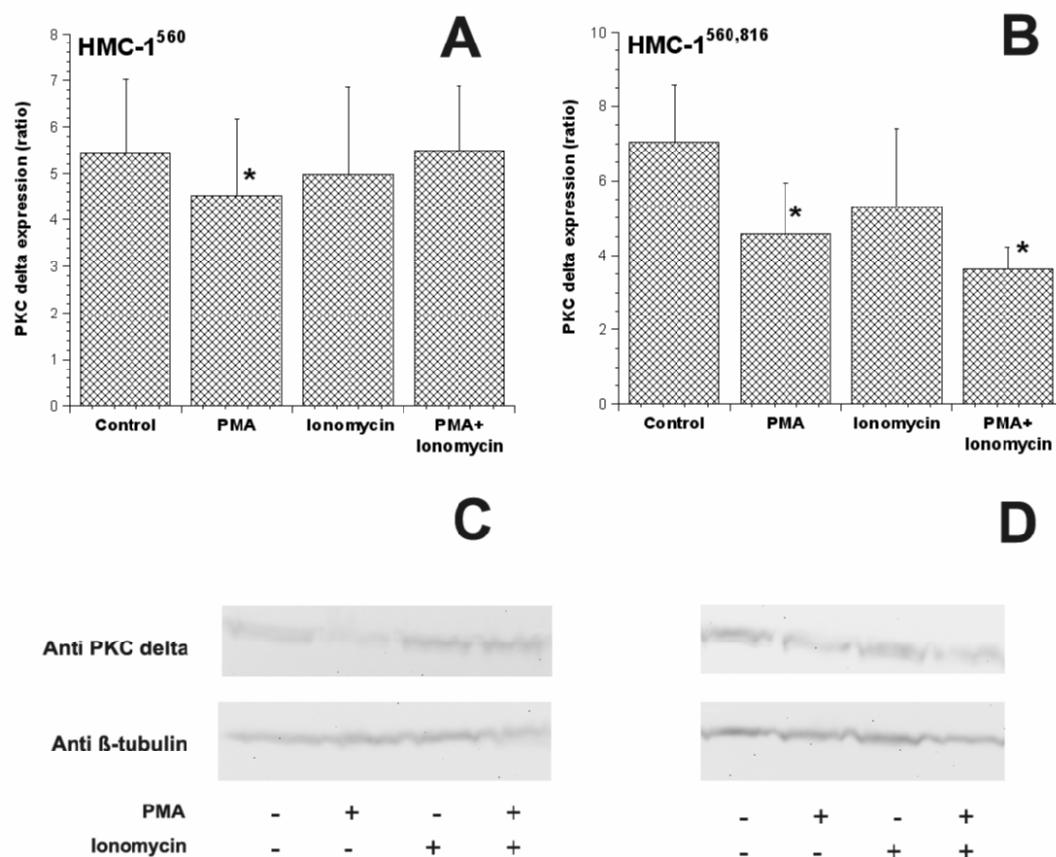 A
HMC-1560
PKC delta expression (ratio)
8
7
6
5
4
3
2
1
0
*
Control
PMA
Ionomycin
PMA+
Ionomycin
B
HMC-1560,816
PKC delta expression (ratio)
10
8
6
4
2
0
*
*
Control
PMA
Ionomycin
PMA+
Ionomycin
C
D
Anti PKC delta
Anti ß-tubulin
PMA - + - + - + - +
Ionomycin - - + + - - + +